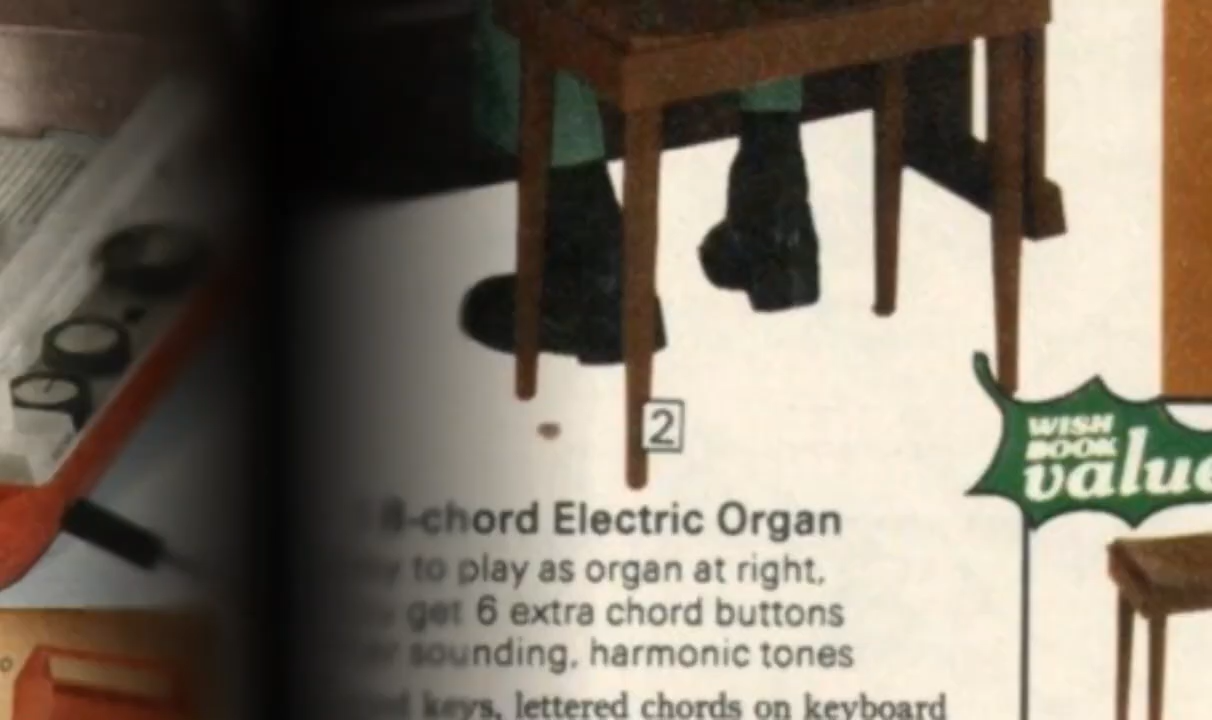 2
WISH
BOOK
value
-chord Electric Organ
to play as organ at right,
get 6 extra chord buttons
sounding, harmonic tones
keys, lettered chords on keyboard